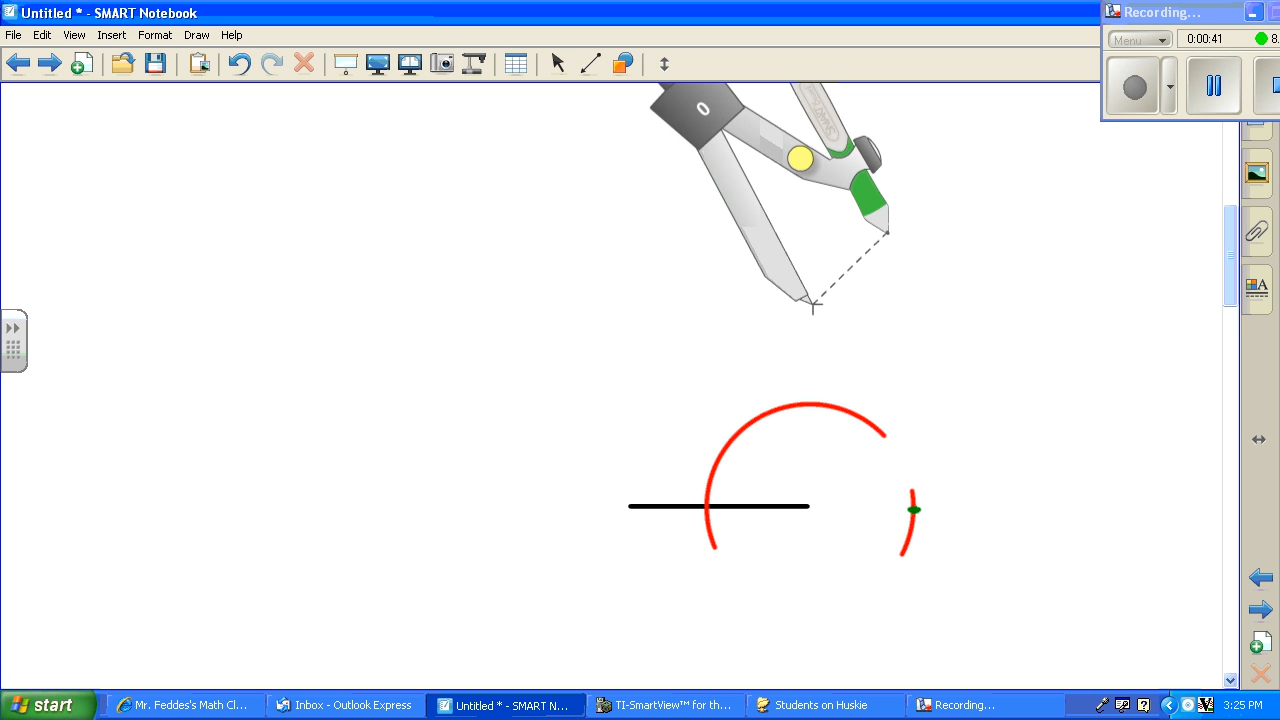 Untitled * - SMART Notebook
Recording...
File Edit View Insert Format Draw Help
Menu
0:00:41
8.
0
A
start
Mr. Feddes's Math Cl...
Inbox - Outlook Express
Untitled * - SMART N...
TI-SmartView™ for th...
Students on Huskie
Recording...
3:25 PM